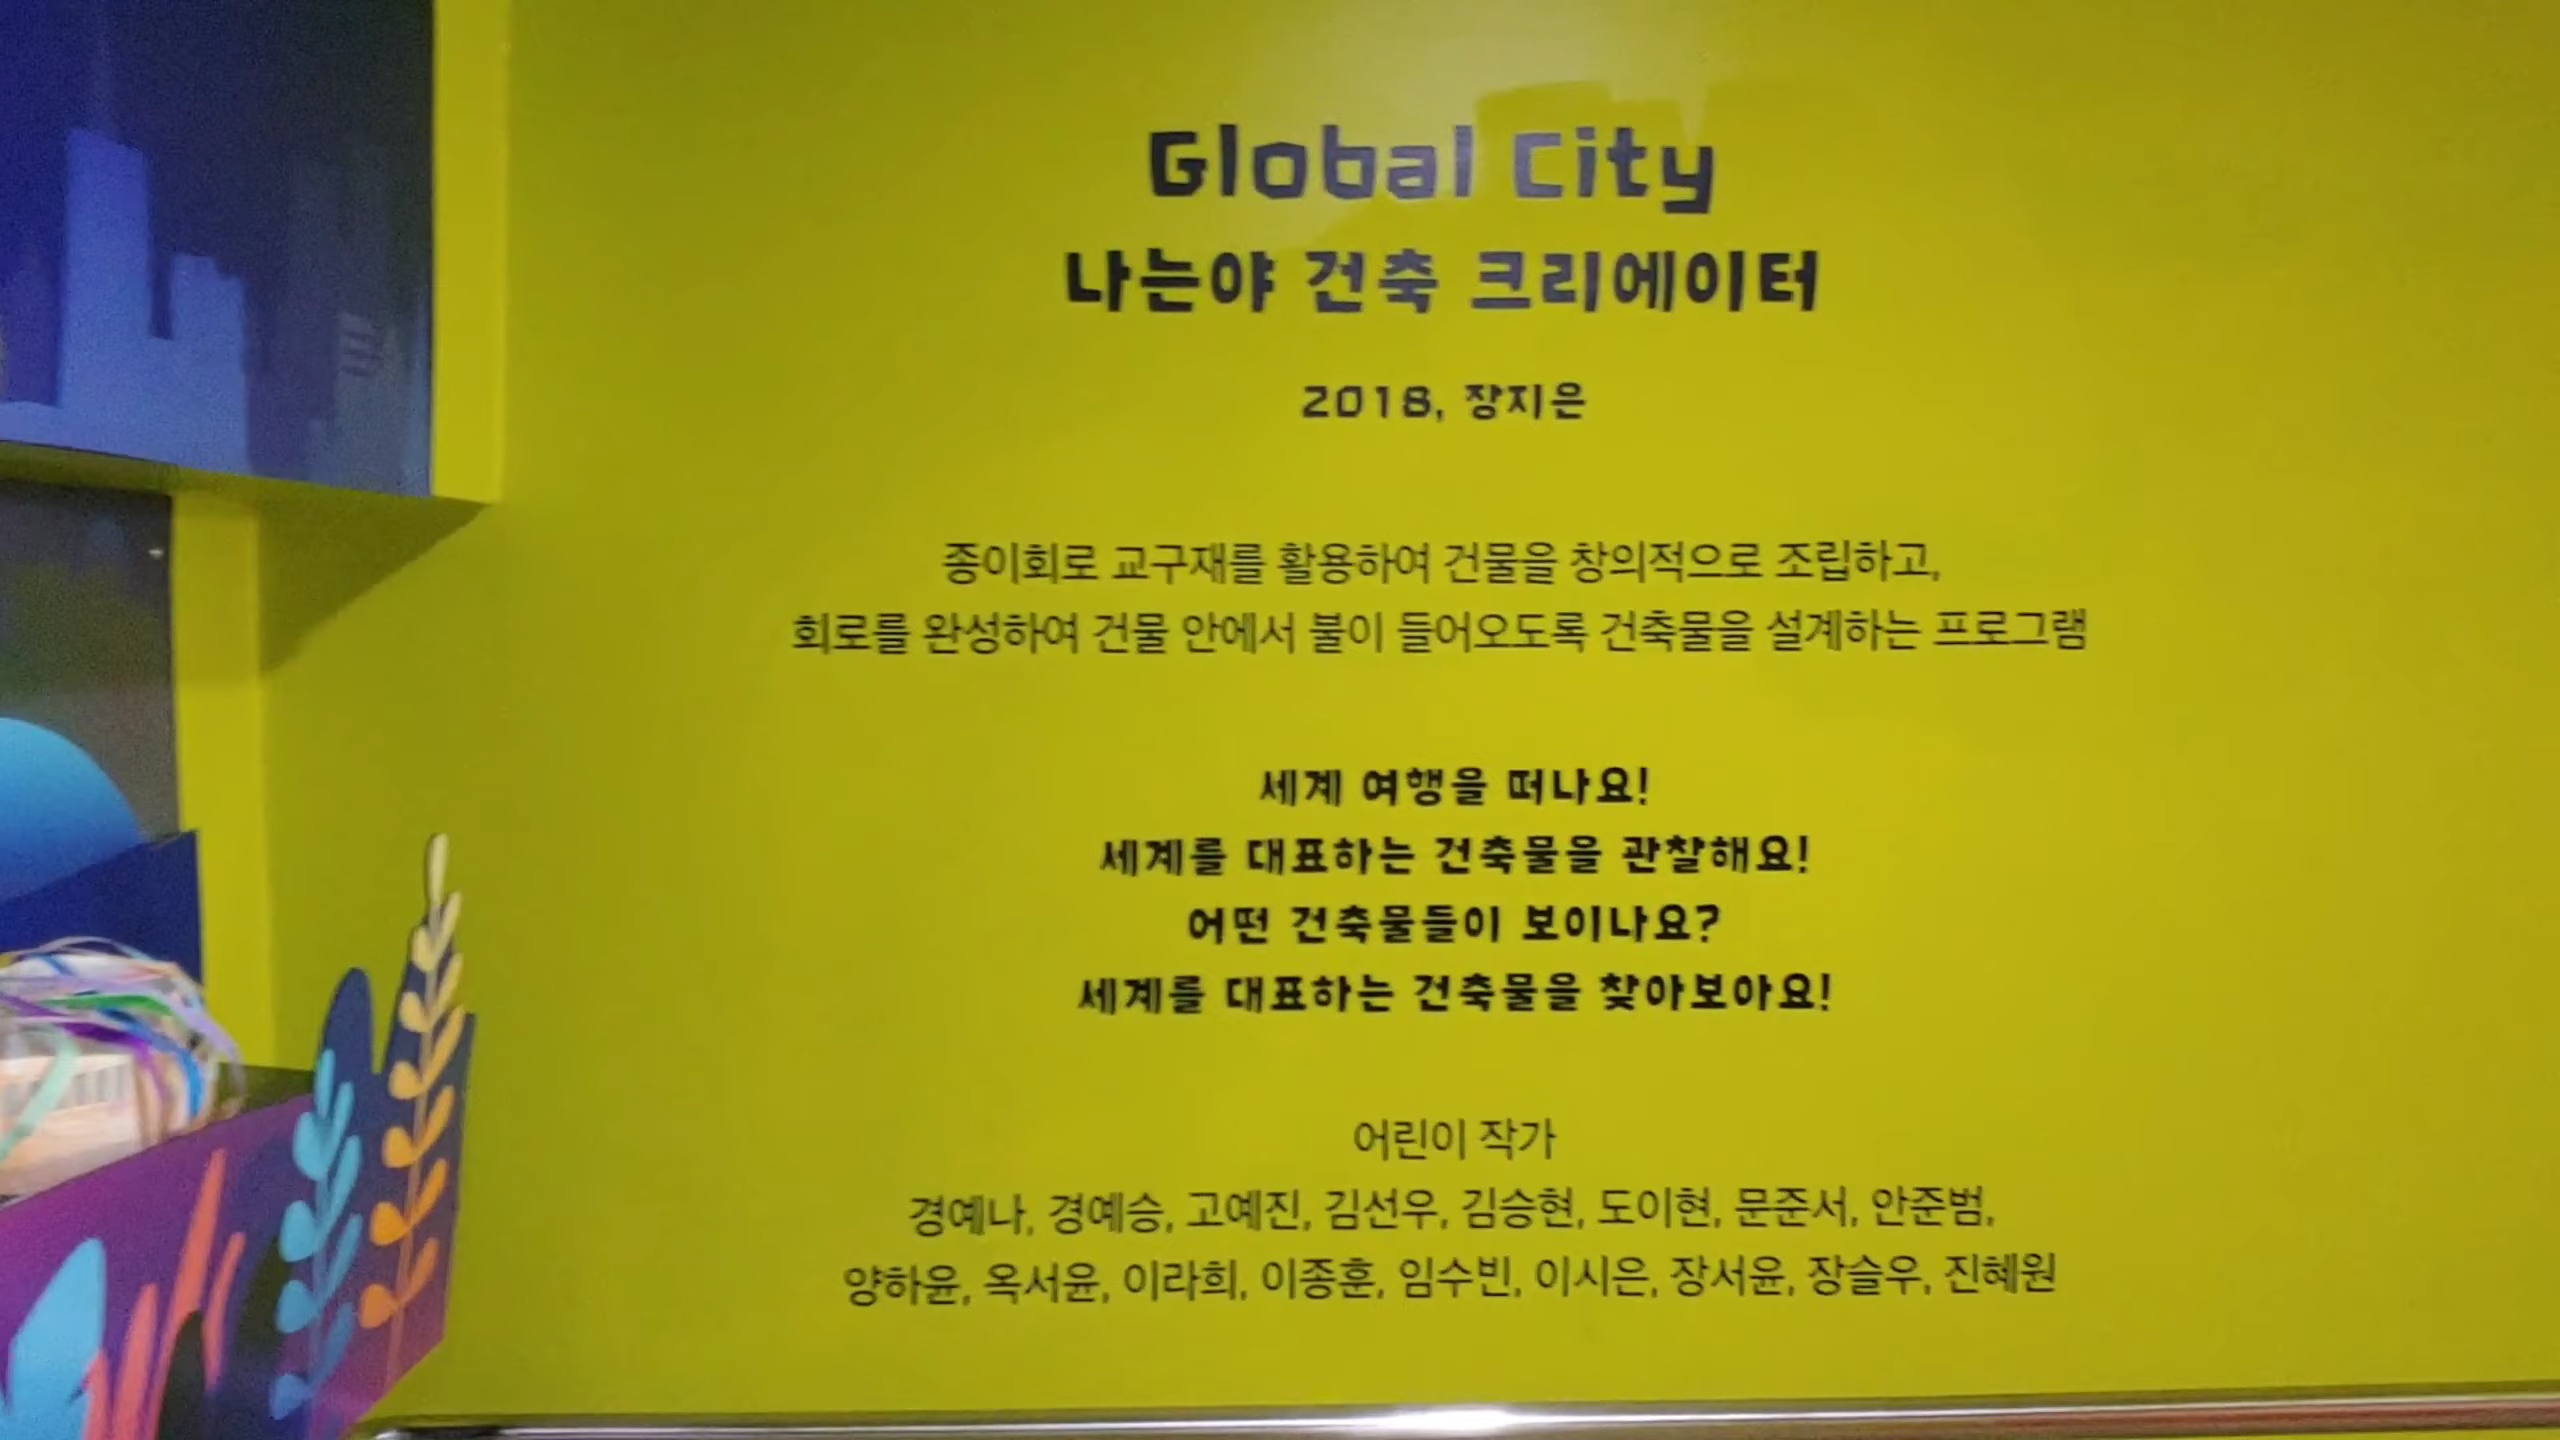 Global City
나는야 건축 크리에이터
2018, 장지은
종이회로 교구재를 활용하여 건물을 창의적으로 조립하고,
회로를 완성하여 건물 안에서 불이 들어오도록 건축물을 설계하는 프로그램
세계 여행을 떠나요!
세계를 대표하는 건축물을 관찰해요!
어떤 건축물들이 보이나요?
세계를 대표하는 건축물을 찾아보아요!
어린이 작가
경예나, 경예승, 고예진, 김선우, 김승현, 도이현, 문준서, 안준범,
양하윤, 옥서윤, 이라희, 이종훈, 임수빈, 이시은, 장서윤, 장슬우, 진혜원